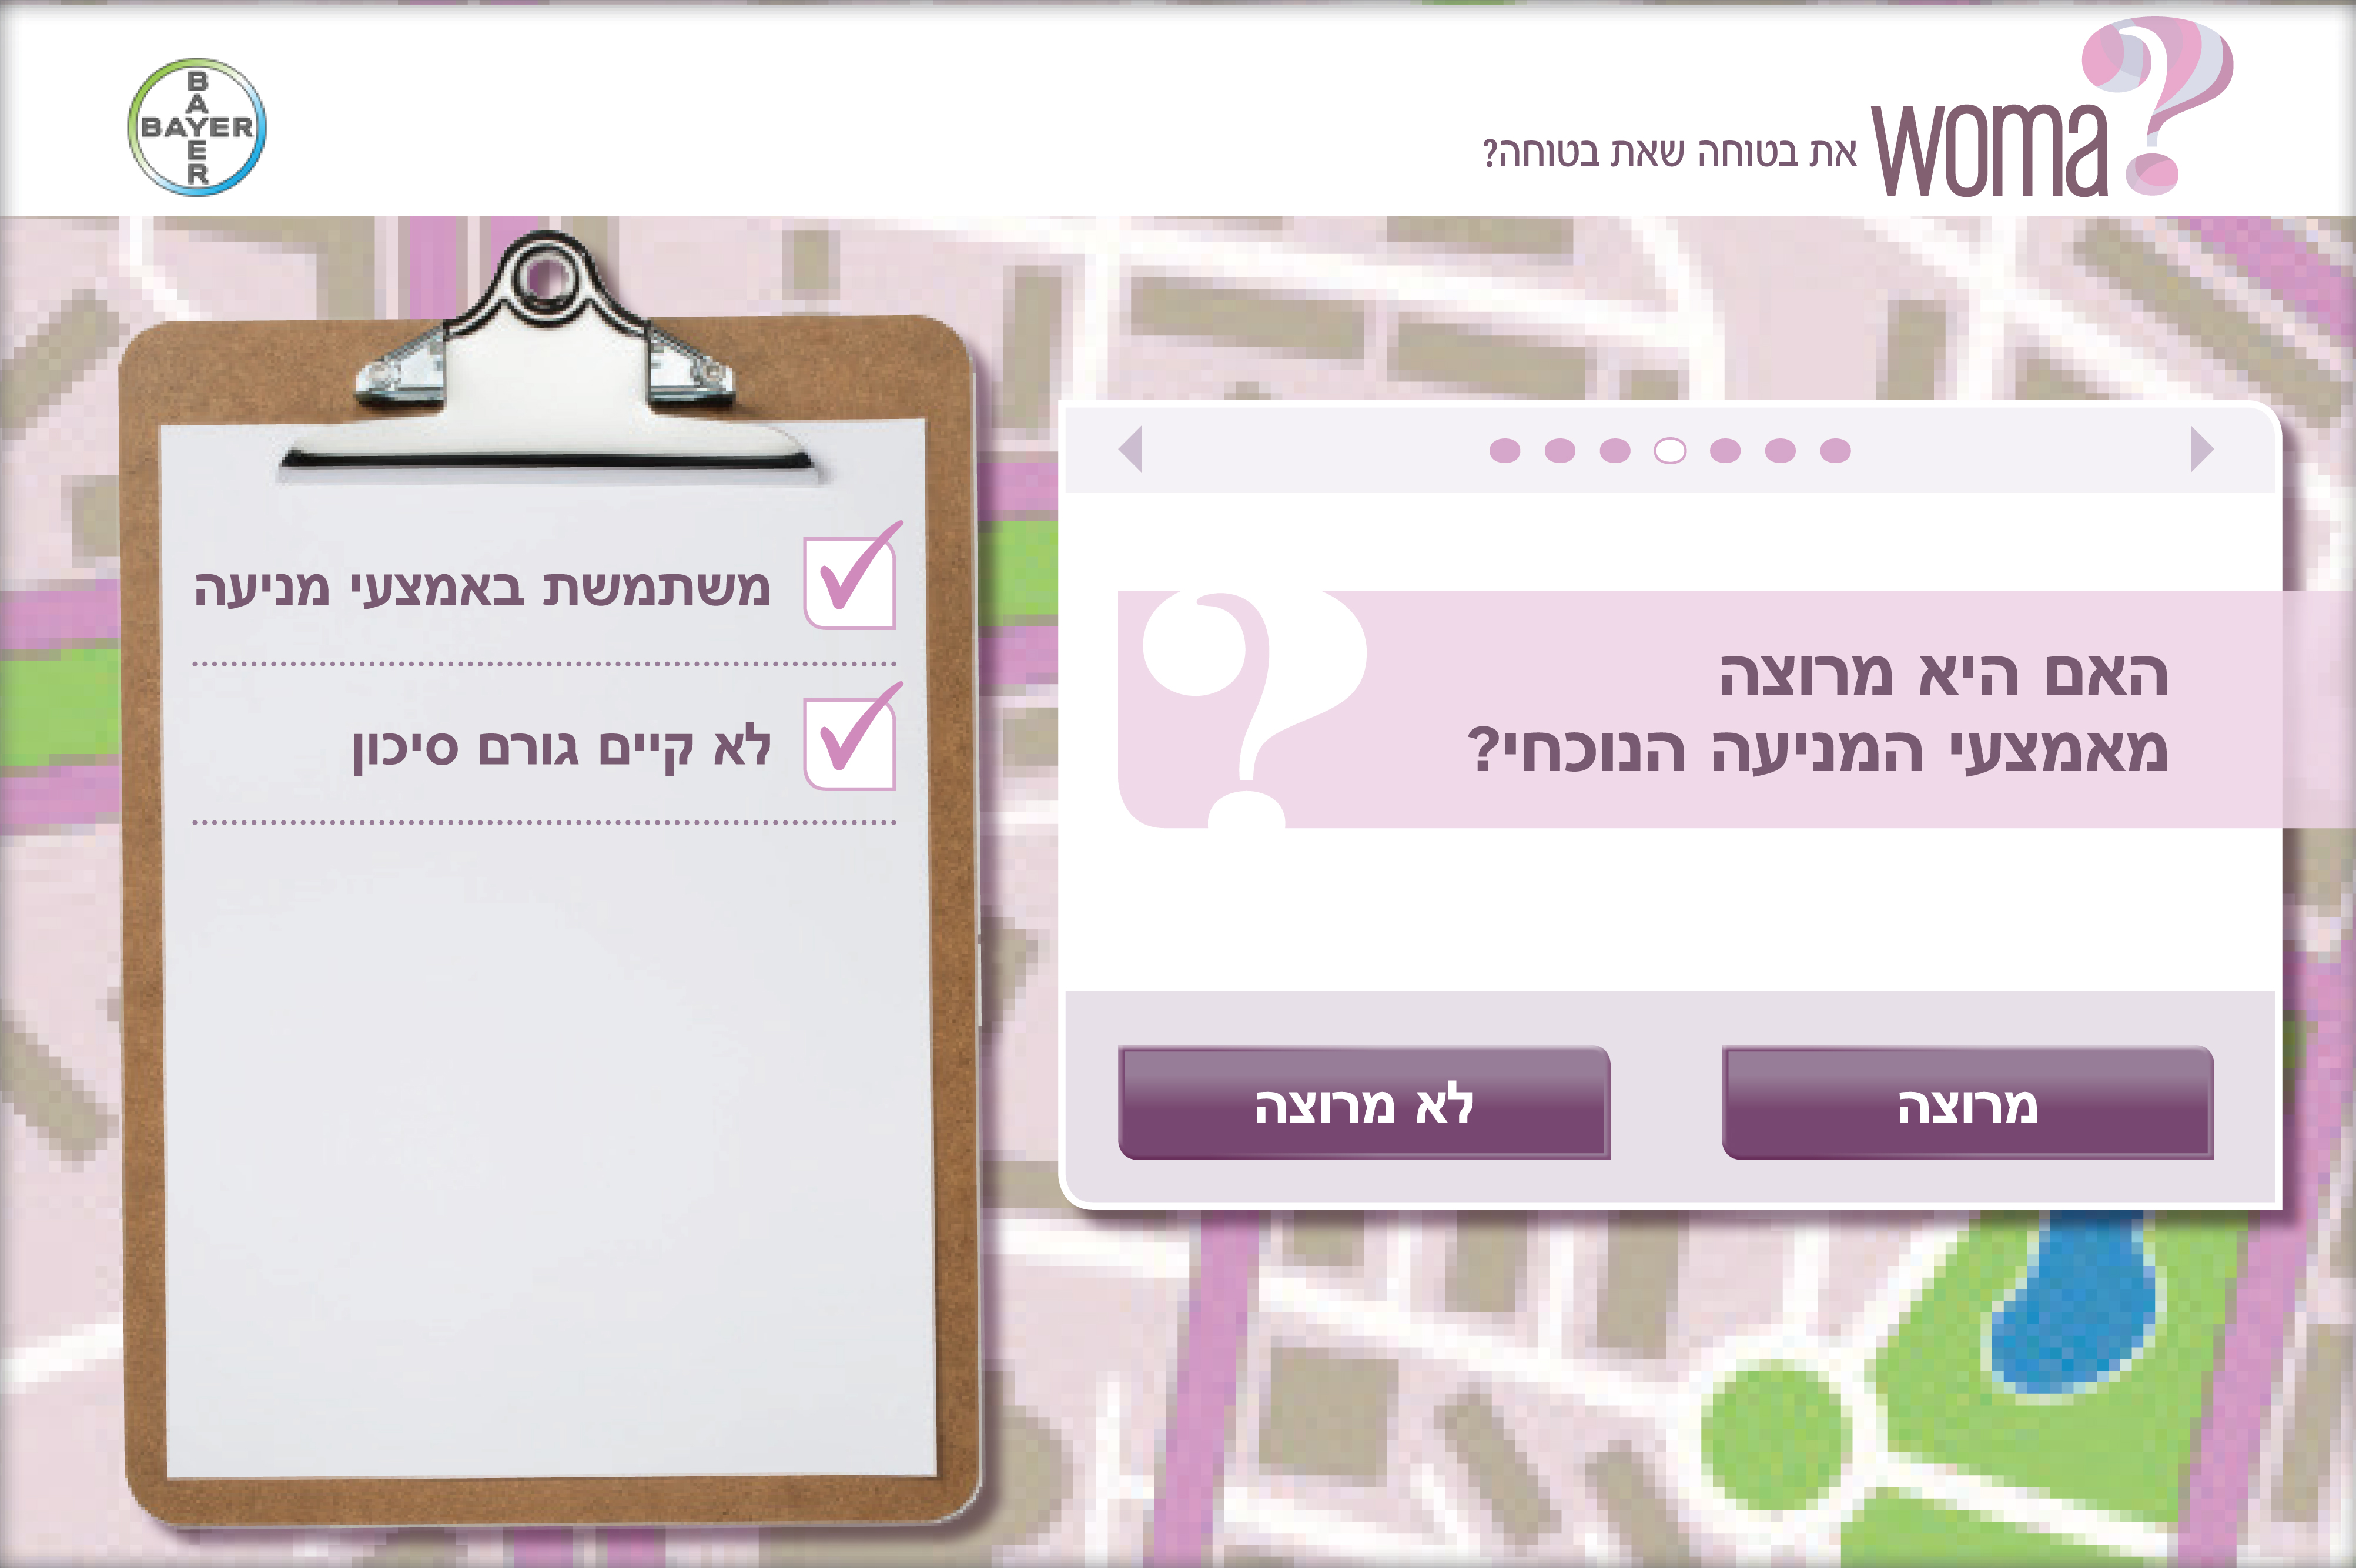 BAYER
BAYER
woma?
את בטוחה שאת בטוחה?
האם היא מרוצה
מאמצעי המניעה הנוכחי?
מרוצה
לא מרוצה
משתמשת באמצעי מניעה
לא קיים גורם סיכון